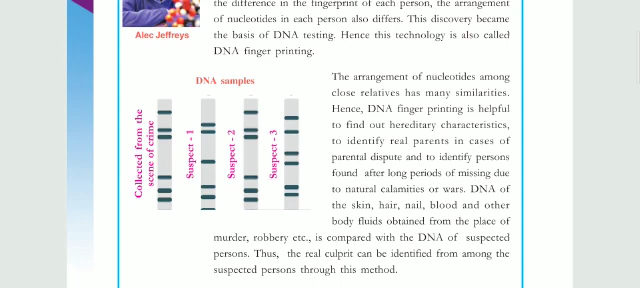 the difference in the fingerprint of each person, the arrangement
of nucleotides in each person also differs. This discovery became
the basis of DNA testing. Hence this technology is also called
DNA finger printing.
Alec Jeffreys
DNA samples
Collected from the
scene of crime
Suspect - 1
Suspect - 2
Suspect - 3
The arrangement of nucleotides among
close relatives has many similarities.
Hence, DNA finger printing is helpful
to find out hereditary characteristics,
to identify real parents in cases of
parental dispute and to identify persons
found after long periods of missing due
to natural calamities or wars. DNA of
the skin, hair, nail, blood and other
body fluids obtained from the place of
murder, robbery etc., is compared with the DNA of suspected
persons. Thus, the real culprit can be identified from among the
suspected persons through this method.